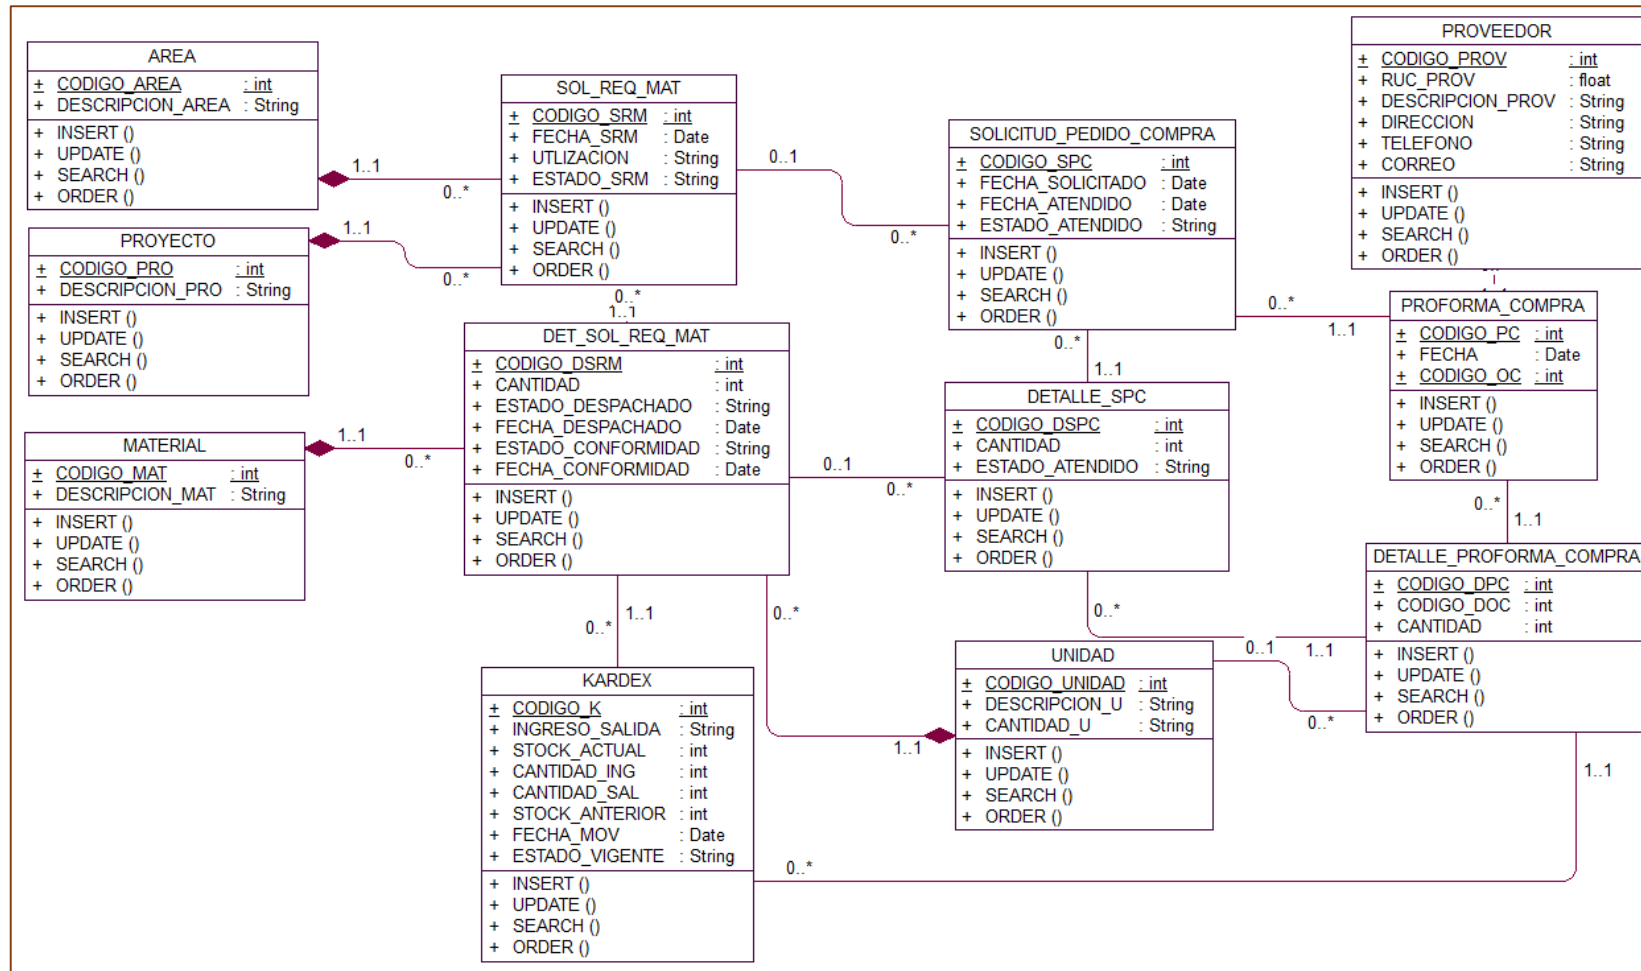 AREA
+ CODIGO_AREA : int
+ DESCRIPCION_AREA : String
+ INSERT ()
+ UPDATE ()
+ SEARCH ()
+ ORDER ()
1..1
0..*
PROYECTO
+ CODIGO_PRO : int
+ DESCRIPCION_PRO : String
+ INSERT ()
+ UPDATE ()
+ SEARCH ()
+ ORDER ()
1..1
0..*
MATERIAL
+ CODIGO_MAT : int
+ DESCRIPCION_MAT : String
+ INSERT ()
+ UPDATE ()
+ SEARCH ()
+ ORDER ()
1..1
0..*
SOL_REQ_MAT
+ CODIGO_SRM : int
+ FECHA_SRM : Date
+ UTLIZACION : String
+ ESTADO_SRM : String
+ INSERT ()
+ UPDATE ()
+ SEARCH ()
+ ORDER ()
0..*
1..1
0..1
0..*
DET_SOL_REQ_MAT
+ CODIGO_DSRM : int
+ CANTIDAD : int
+ ESTADO_DESPACHADO : String
+ FECHA_DESPACHADO : Date
+ ESTADO_CONFORMIDAD : String
+ FECHA_CONFORMIDAD : Date
+ INSERT ()
+ UPDATE ()
+ SEARCH ()
+ ORDER ()
0..1
0..*
1..1
0..*
0..*
1..1
KARDEX
+ CODIGO_K : int
+ INGRESO_SALIDA : String
+ STOCK_ACTUAL : int
+ CANTIDAD_ING : int
+ CANTIDAD_SAL : int
+ STOCK_ANTERIOR : int
+ FECHA_MOV : Date
+ ESTADO_VIGENTE : String
+ INSERT ()
+ UPDATE ()
+ SEARCH ()
+ ORDER ()
0..*
1..1
SOLICITUD_PEDIDO_COMPRA
+ CODIGO_SPC : int
+ FECHA_SOLICITADO : Date
+ FECHA_ATENDIDO : Date
+ ESTADO_ATENDIDO : String
+ INSERT ()
+ UPDATE ()
+ SEARCH ()
+ ORDER ()
0..*
1..1
0..*
1..1
DETALLE_SPC
+ CODIGO_DSPC : int
+ CANTIDAD : int
+ ESTADO_ATENDIDO : String
+ INSERT ()
+ UPDATE ()
+ SEARCH ()
+ ORDER ()
0..*
1..1
UNIDAD
+ CODIGO_UNIDAD : int
+ DESCRIPCION_U : String
+ CANTIDAD_U : String
+ INSERT ()
+ UPDATE ()
+ SEARCH ()
+ ORDER ()
0..1
0..*
PROVEEDOR
+ CODIGO_PROV : int
+ RUC_PROV : float
+ DESCRIPCION_PROV : String
+ DIRECCION : String
+ TELEFONO : String
+ CORREO : String
+ INSERT ()
+ UPDATE ()
+ SEARCH ()
+ ORDER ()
PROFORMA_COMPRA
+ CODIGO_PC : int
+ FECHA : Date
+ CODIGO_OC : int
+ INSERT ()
+ UPDATE ()
+ SEARCH ()
+ ORDER ()
0..*
1..1
DETALLE_PROFORMA_COMPRA
+ CODIGO_DPC : int
+ CODIGO_DOC : int
+ CANTIDAD : int
+ INSERT ()
+ UPDATE ()
+ SEARCH ()
+ ORDER ()